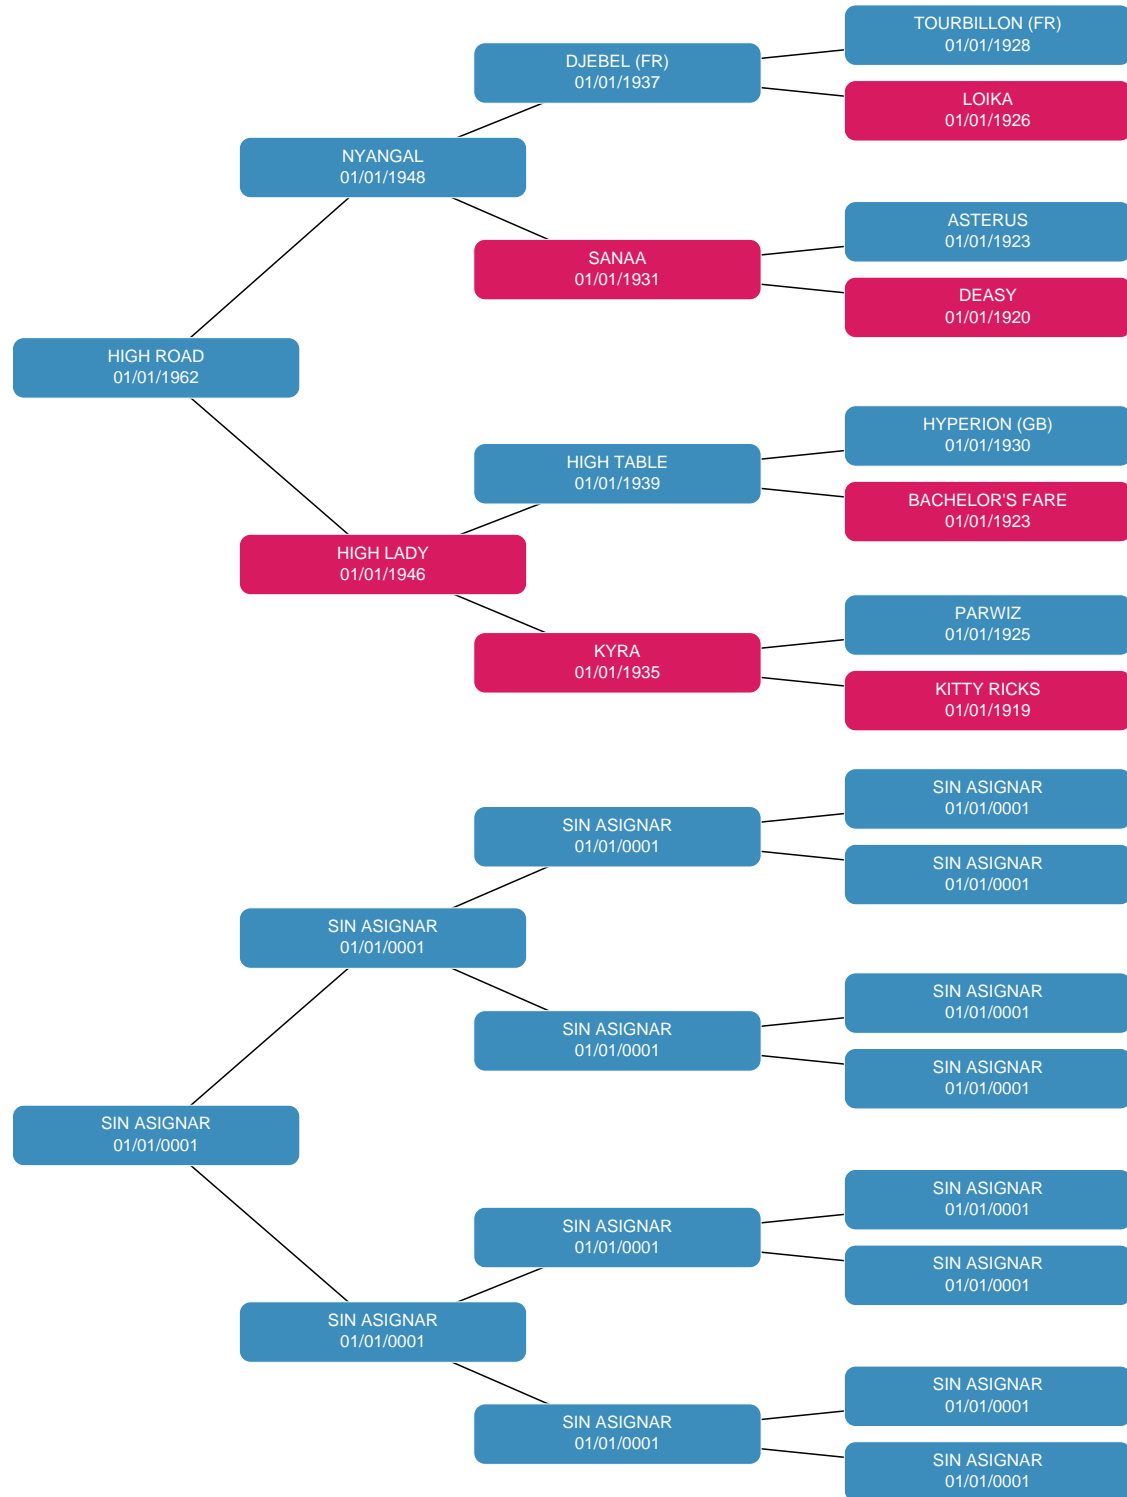 TOURBILLON (FR)
01/01/1928
DJEBEL (FR)
01/01/1937
LOIKA
01/01/1926
NYANGAL
01/01/1948
ASTERUS
01/01/1923
SANAA
01/01/1931
DEASY
01/01/1920
HIGH ROAD
01/01/1962
HYPERION (GB)
01/01/1930
HIGH TABLE
01/01/1939
BACHELOR'S FARE
01/01/1923
HIGH LADY
01/01/1946
PARWIZ
01/01/1925
KYRA
01/01/1935
KITTY RICKS
01/01/1919
SIN ASIGNAR
01/01/0001
SIN ASIGNAR
01/01/0001
SIN ASIGNAR
01/01/0001
SIN ASIGNAR
01/01/0001
SIN ASIGNAR
01/01/0001
SIN ASIGNAR
01/01/0001
SIN ASIGNAR
01/01/0001
SIN ASIGNAR
01/01/0001
SIN ASIGNAR
01/01/0001
SIN ASIGNAR
01/01/0001
SIN ASIGNAR
01/01/0001
SIN ASIGNAR
01/01/0001
SIN ASIGNAR
01/01/0001
SIN ASIGNAR
01/01/0001
SIN ASIGNAR
01/01/0001